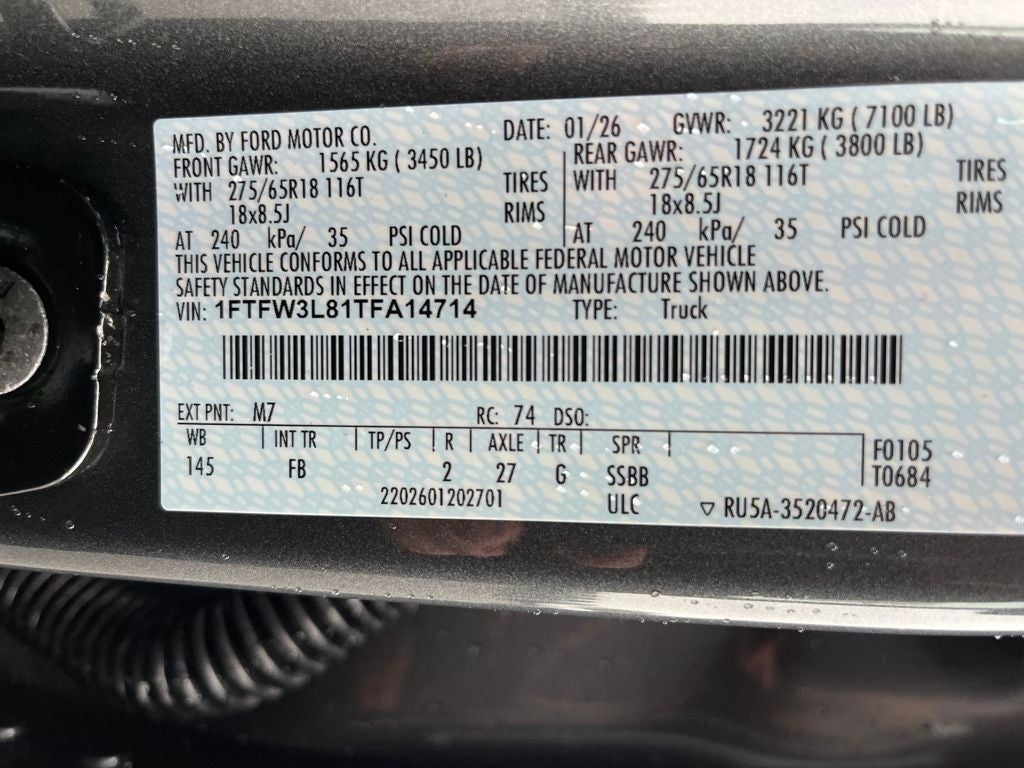 MFD. BY FORD MOTOR CO. DATE: 01/26 GVWR: 3221 KG ( 7100 LB)
FRONT GAWR: 1565 KG ( 3450 LB) REAR GAWR: 1724 KG ( 3800 LB)
WITH 275/65R18 116T TIRES WITH 275/65R18 116T TIRES
18x8.5J RIMS 18x8.5J RIMS
AT 240 kPa/ 35 PSI COLD AT 240 kPa/ 35 PSI COLD
THIS VEHICLE CONFORMS TO ALL APPLICABLE FEDERAL MOTOR VEHICLE
SAFETY STANDARDS IN EFFECT ON THE DATE OF MANUFACTURE SHOWN ABOVE.
VIN: 1FTFW3L81TFA14714 TYPE: Truck
EXT PNT: M7 RC: 74 DSO:
WB INT TR TP/PS R AXLE TR SPR F0105
145 FB 2 27 G SSBB T0684
2202601202701 ULC ▽ RU5A-3520472-AB